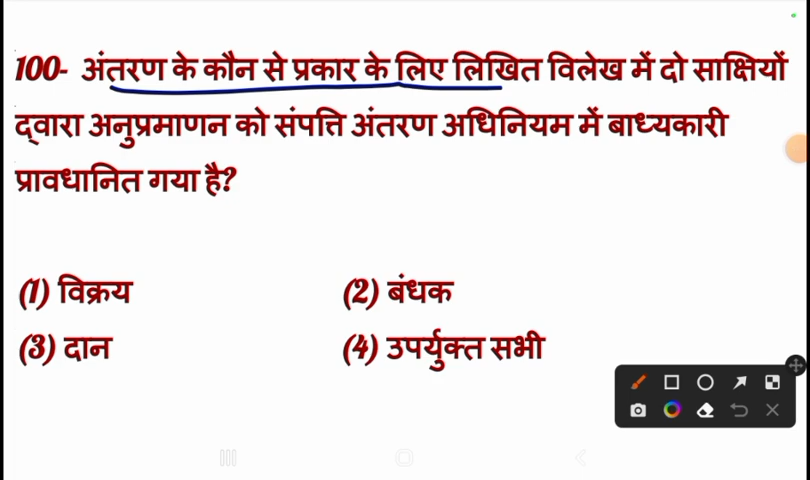 100- अंतरण के कौन से प्रकार के लिए लिखित विलेख में दो साक्षियों
द्वारा अनुप्रमाणन को संपत्ति अंतरण अधिनियम में बाध्यकारी
प्रावधानित गया है?
(1) विक्रय (2) बंधक
(3) दान (4) उपर्युक्त सभी